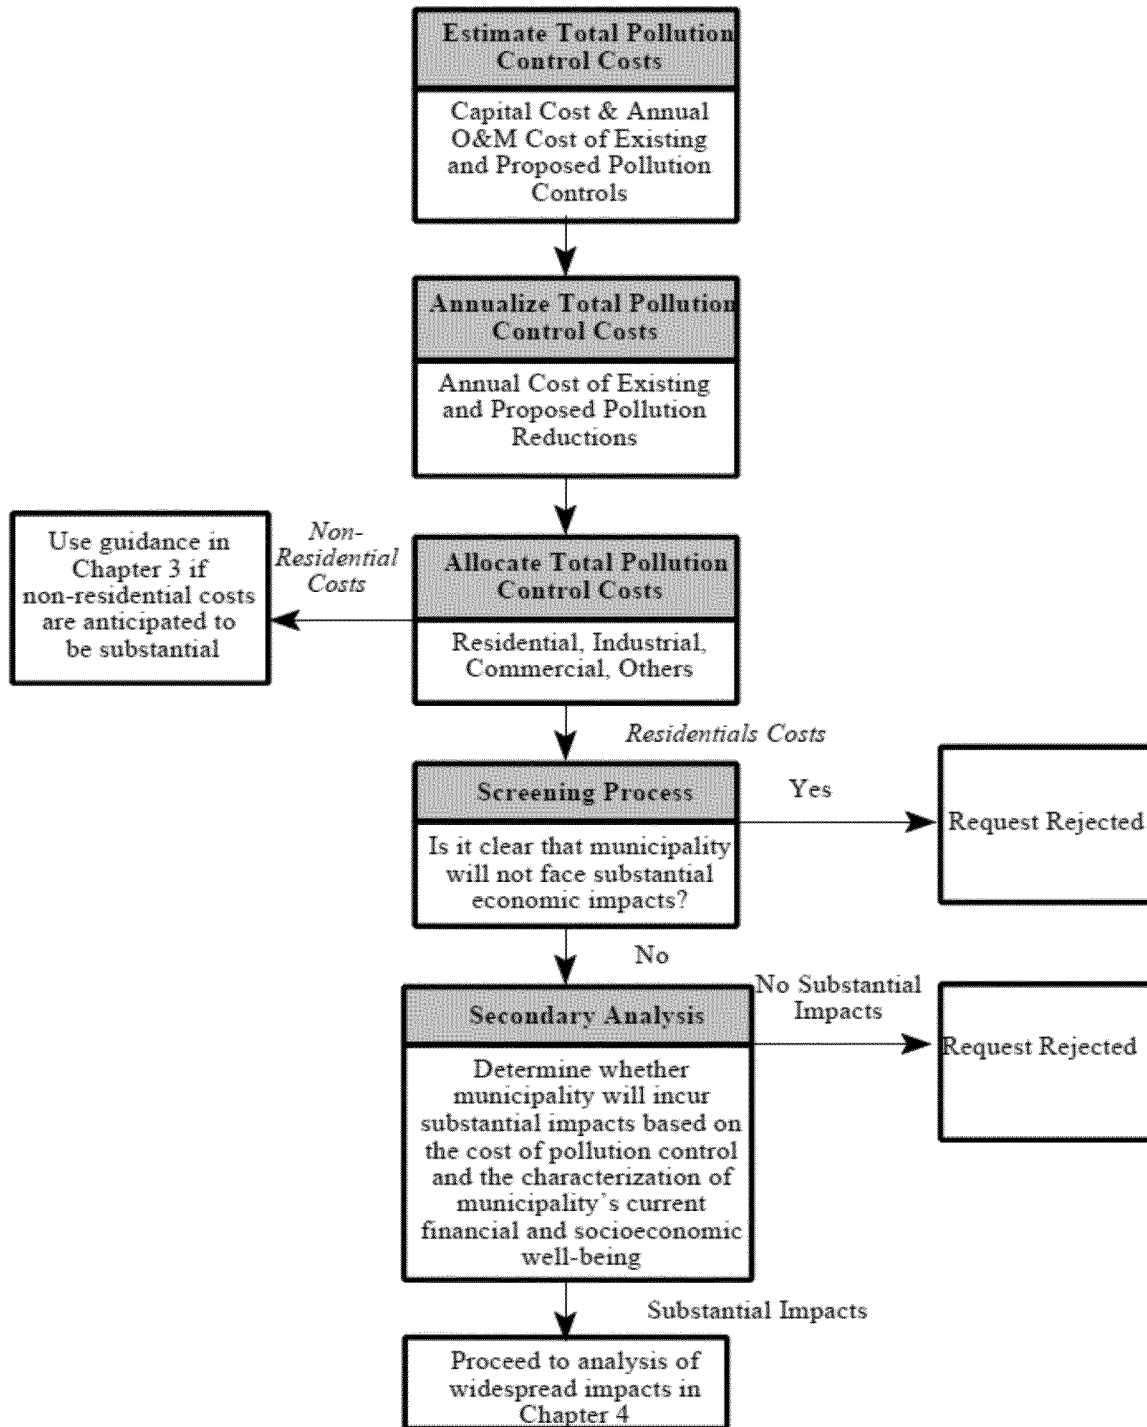 Estimate Total Pollution
Control Costs
Capital Cost & Annual
O&M Cost of Existing
and Proposed Pollution
Controls
Annualize Total Pollution
Control Costs
Annual Cost of Existing
and Proposed Pollution
Reductions
Use guidance in
Chapter 3 if
non-residential costs
are anticipated to
be substantial
Non-
Residential
Costs
Allocate Total Pollution
Control Costs
Residential, Industrial,
Commercial, Others
Residentials Costs
Screening Process
Is it clear that municipality
will not face substantial
economic impacts?
Yes
Request Rejected
No
Secondary Analysis
Determine whether
municipality will incur
substantial impacts based on
the cost of pollution control
and the characterization of
municipality's current
financial and socioeconomic
well-being
No Substantial
Impacts
Request Rejected
Substantial Impacts
Proceed to analysis of
widespread impacts in
Chapter 4